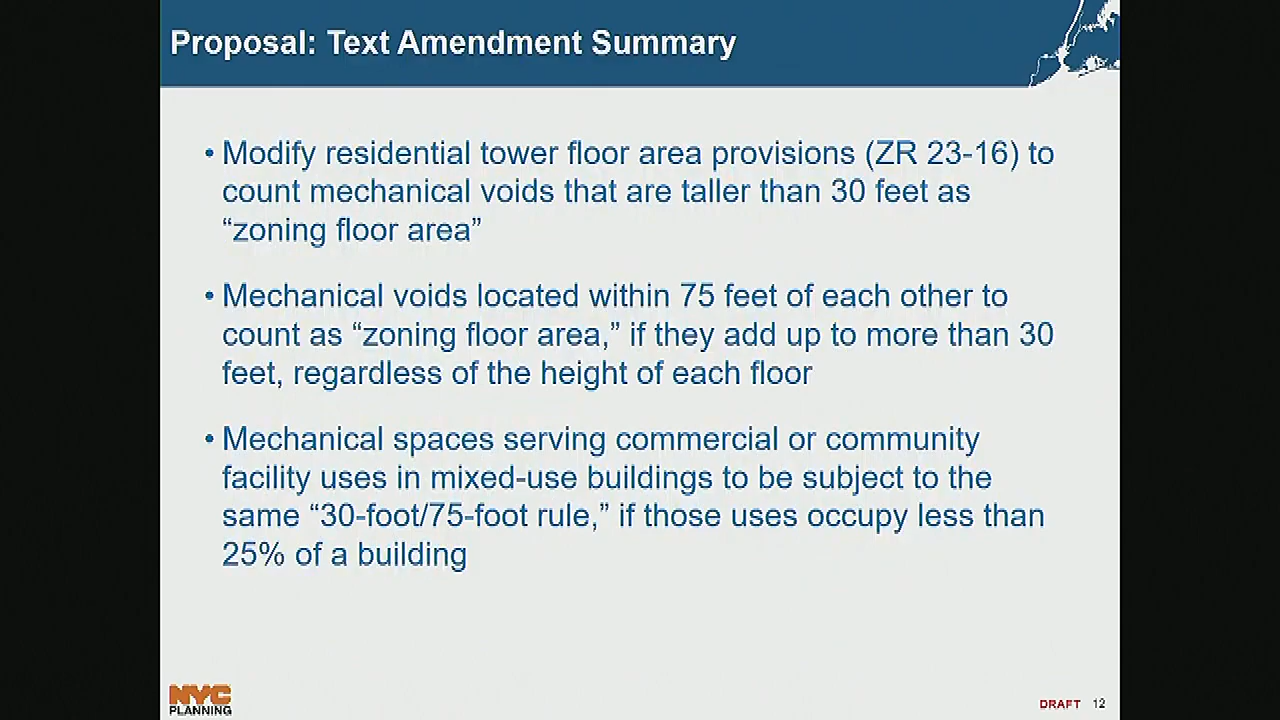 Proposal: Text Amendment Summary
• Modify residential tower floor area provisions (ZR 23-16) to
count mechanical voids that are taller than 30 feet as
“zoning floor area”
• Mechanical voids located within 75 feet of each other to
count as “zoning floor area,” if they add up to more than 30
feet, regardless of the height of each floor
• Mechanical spaces serving commercial or community
facility uses in mixed-use buildings to be subject to the
same “30-foot/75-foot rule,” if those uses occupy less than
25% of a building
NYC
PLANNING
DRAFT 12